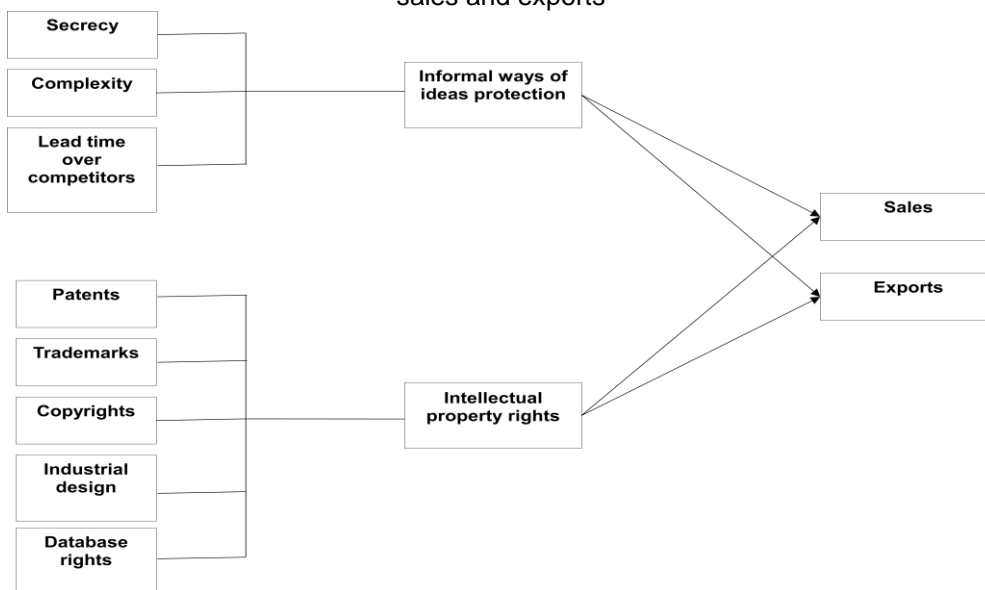 sales and exports
Secrecy
Complexity
Lead time
over
competitors
Informal ways of
ideas protection
Sales
Exports
Patents
Trademarks
Copyrights
Industrial
design
Database
rights
Intellectual
property rights